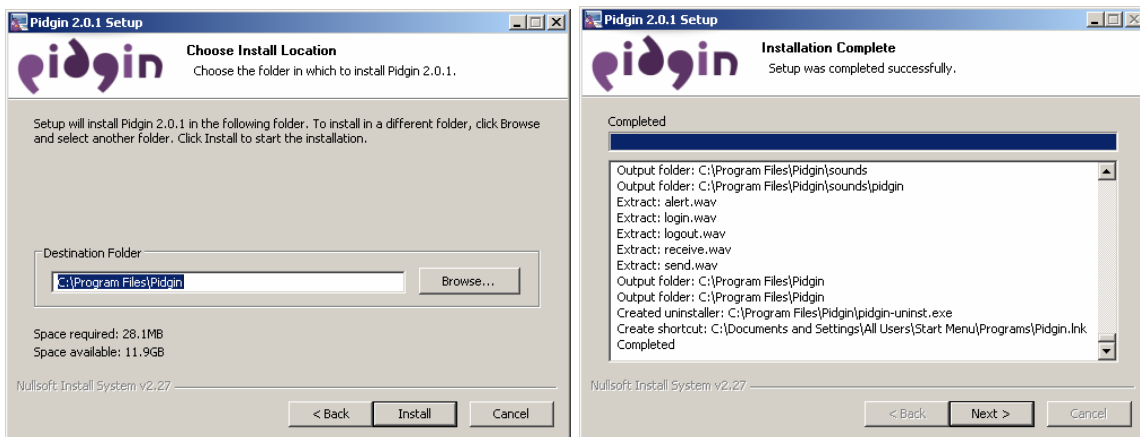 Pidgin 2.0.1 Setup
pidgin
Choose Install Location
Choose the folder in which to install Pidgin 2.0.1.
Setup will install Pidgin 2.0.1 in the following folder. To install in a different folder, click Browse
and select another folder. Click Install to start the installation.
Destination Folder
C:\Program Files\Pidgin
Browse...
Space required: 28.1MB
Space available: 11.9GB
Nullsoft Install System v2.27
< Back
Install
Cancel
Pidgin 2.0.1 Setup
pidgin
Installation Complete
Setup was completed successfully.
Completed
Output folder: C:\Program Files\Pidgin\sounds
Output folder: C:\Program Files\Pidgin\sounds\pidgin
Extract: alert.wav
Extract: login.wav
Extract: logout.wav
Extract: receive.wav
Extract: send.wav
Output folder: C:\Program Files\Pidgin
Output folder: C:\Program Files\Pidgin
Created uninstaller: C:\Program Files\Pidgin\pidgin-uninst.exe
Create shortcut: C:\Documents and Settings\All Users\Start Menu\Programs\Pidgin.lnk
Completed
Nullsoft Install System v2.27
< Back
Next >
Cancel